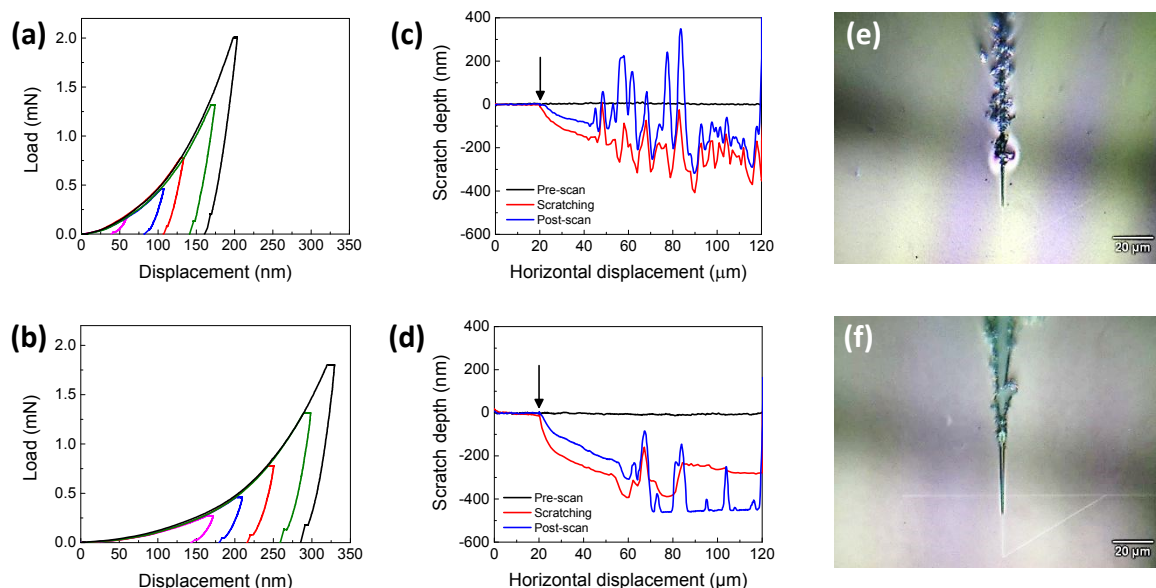 (a)
Load (mN)
2.0
1.5
1.0
0.5
0.0
0 50 100 150 200 250 300 350
Displacement (nm)
(c)
Scratch depth (nm)
400
200
0
-200
-400
-600
Pre-scan
Scratching
Post-scan
0 20 40 60 80 100 120
Horizontal displacement (μm)
(e)
20 μm
(b)
Load (mN)
2.0
1.5
1.0
0.5
0.0
0 50 100 150 200 250 300 350
Displacement (nm)
(d)
Scratch depth (nm)
400
200
0
-200
-400
-600
Pre-scan
Scratching
Post-scan
0 20 40 60 80 100 120
Horizontal displacement (µm)
(f)
20 μm